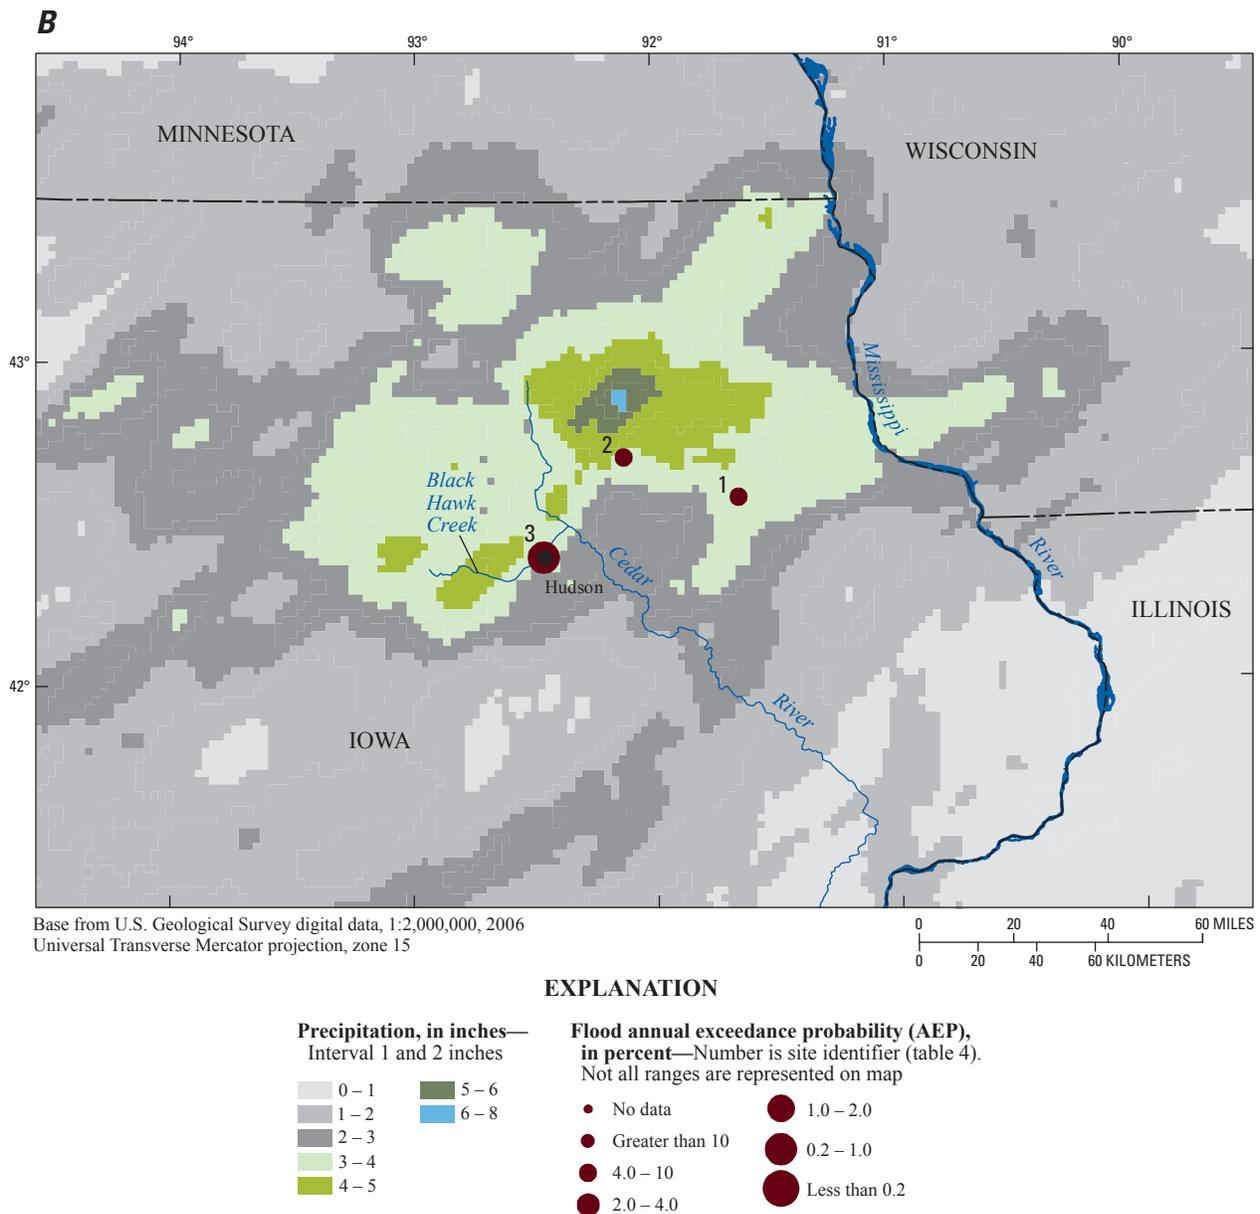 B
94°
93°
92°
91°
90°
MINNESOTA
WISCONSIN
43°
Mississippi
2
1
Black
Hawk
Creek
3
Cedar
Hudson
River
ILLINOIS
42°
River
IOWA
Base from U.S. Geological Survey digital data, 1:2,000,000, 2006
Universal Transverse Mercator projection, zone 15
0 20 40 60 MILES
0 20 40 60 KILOMETERS
EXPLANATION
Precipitation, in inches—
Interval 1 and 2 inches
0 – 1
1 – 2
2 – 3
3 – 4
4 – 5
5 – 6
6 – 8
Flood annual exceedance probability (AEP),
in percent—Number is site identifier (table 4).
Not all ranges are represented on map
No data
Greater than 10
4.0 – 10
2.0 – 4.0
1.0 – 2.0
0.2 – 1.0
Less than 0.2